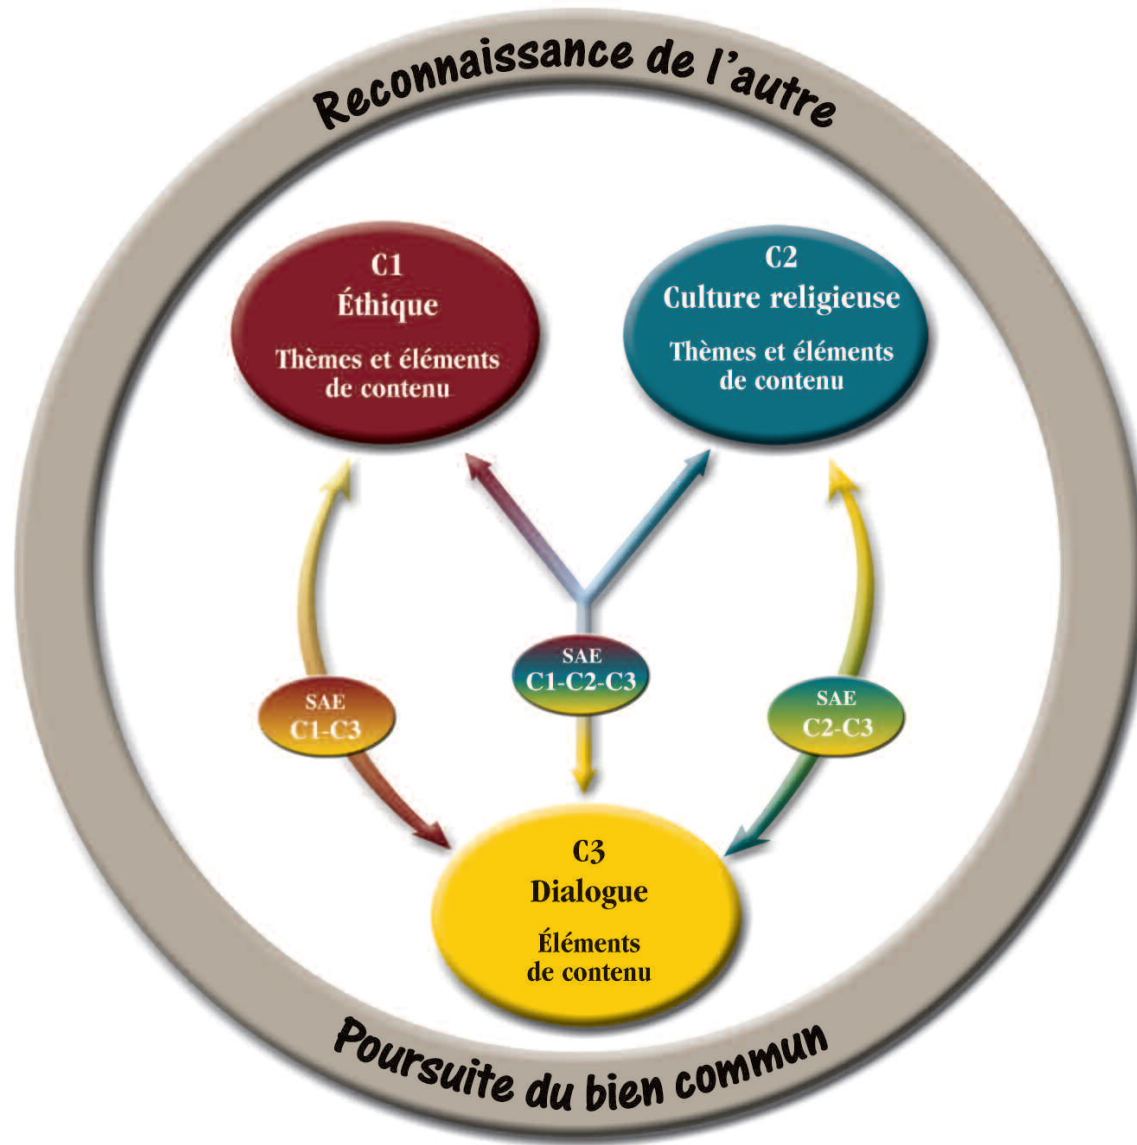 Reconnaissance de l'autre
C1
Éthique
Thèmes et éléments
de contenu
C2
Culture religieuse
Thèmes et éléments
de contenu
SAE
C1-C3
SAE
C1-C2-C3
SAE
C2-C3
C3
Dialogue
Éléments
de contenu
Poursuite du bien commun